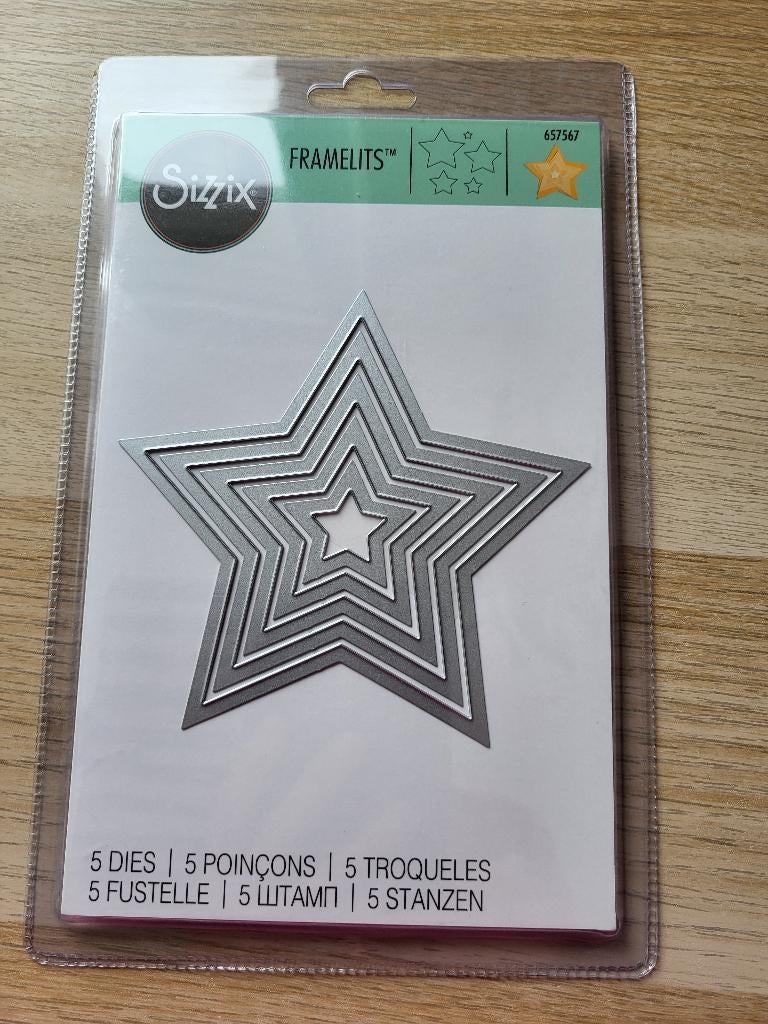 Sizzix
FRAMELITS™
657567
5 DIES | 5 POINÇONS | 5 TROQUELES
5 FUSTELLE | 5 ШТАМП | 5 STANZEN